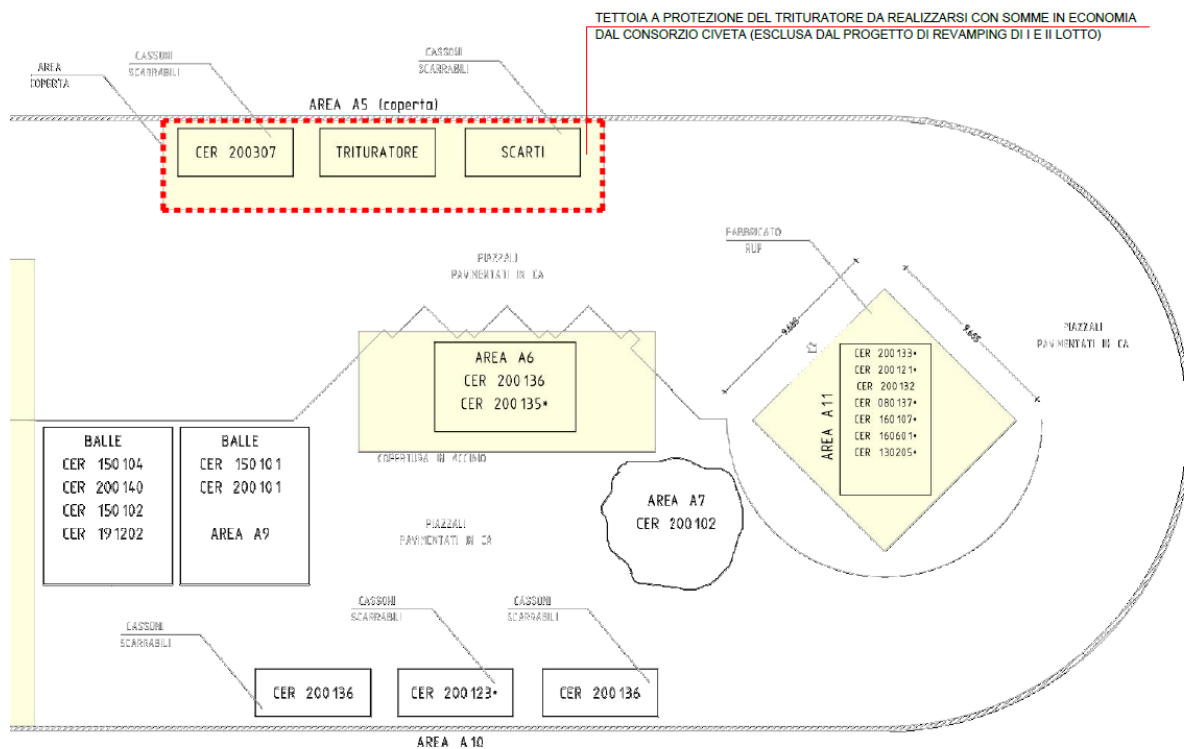 TETTOIA A PROTEZIONE DEL TRITURATORE DA REALIZZARSI CON SOMME IN ECONOMIA
DAL CONSORZIO CIVETA (ESCLUSA DAL PROGETTO DI REVAMPING DI I E II LOTTO)
CASSONI
SCARRABILI
CASSONI
SCARRABILI
AREA
COPERTA
AREA A5 (coperta)
CER 200307
TRITURATORE
SCARTI
FABBRICATO
RUP
PIAZZALI
PAVIMENTATI IN CA
9.685
9.665
PIAZZALI
PAVIMENTATI IN CA
AREA A6
CER 200136
CER 200135*
COPERTURA IN ACCIAIO
AREA A11
CER 200133*
CER 200121*
CER 200132
CER 080137*
CER 160107*
CER 160601*
CER 130205*
BALLE
CER 150104
CER 200140
CER 150102
CER 191202
BALLE
CER 150101
CER 200101
AREA A9
AREA A7
CER 200102
PIAZZALI
PAVIMENTATI IN CA
CASSONI
SCARRABILI
CASSONI
SCARRABILI
CASSONI
SCARRABILI
CER 200136
CER 200123*
CER 200136
AREA A10